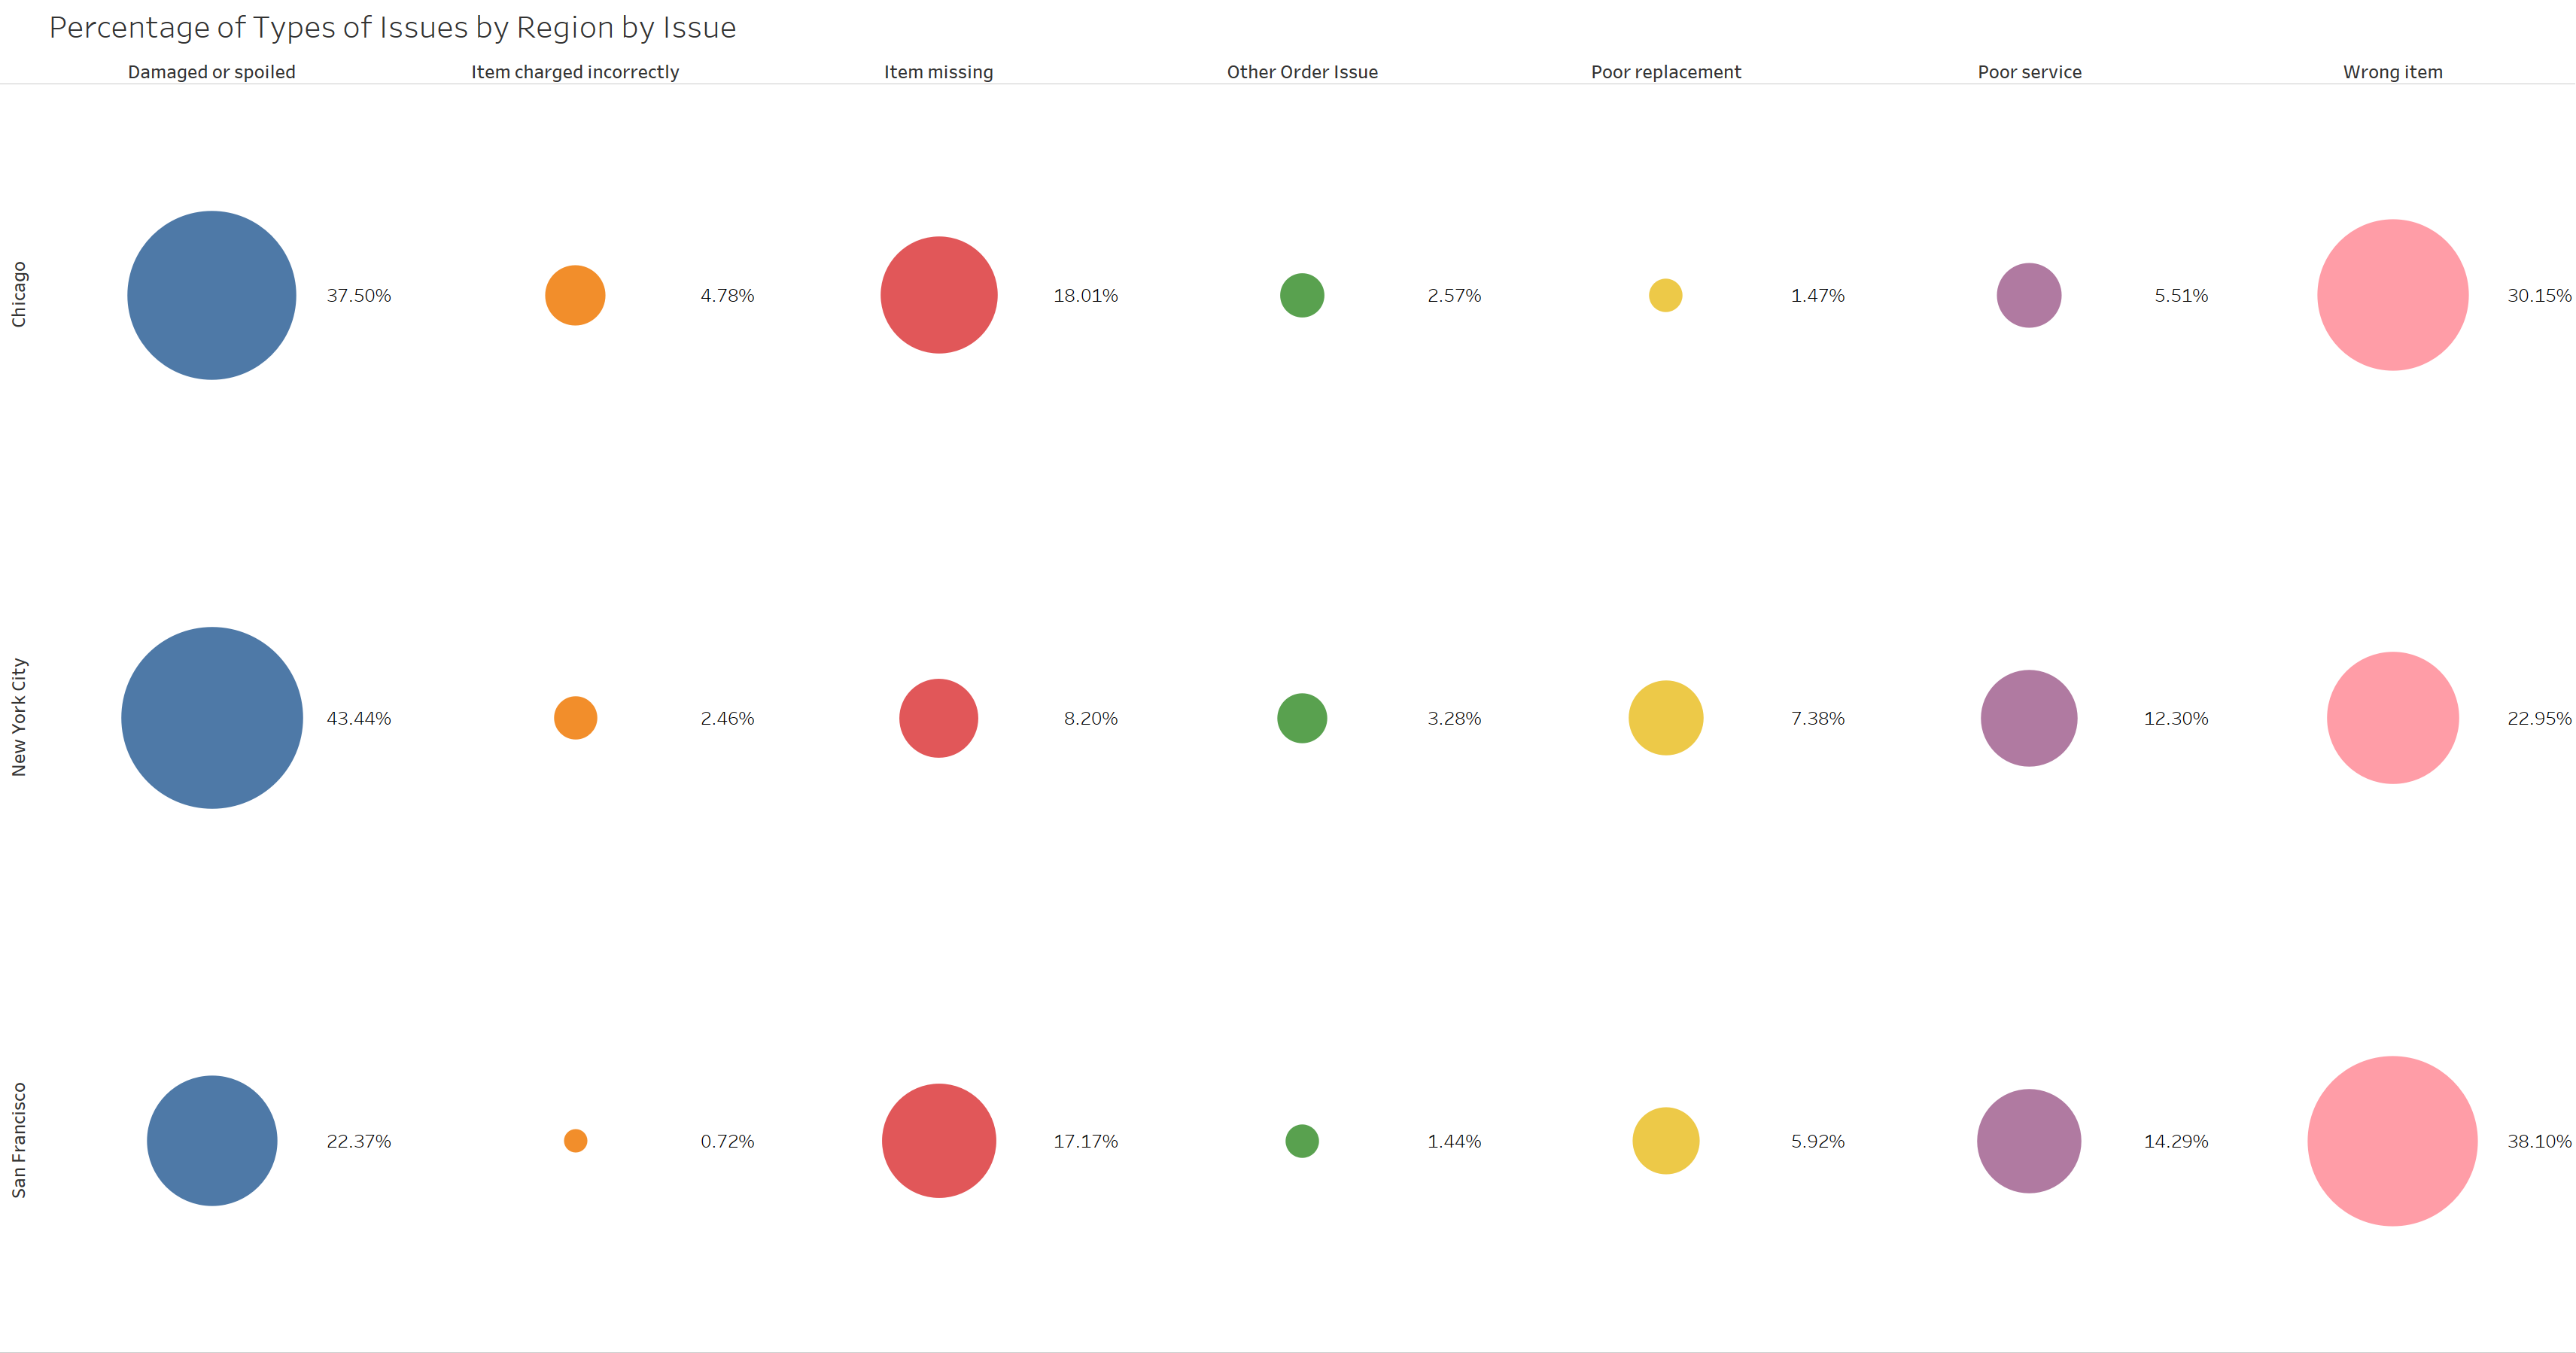 Percentage of Types of Issues by Region by Issue
Damaged or spoiled Item charged incorrectly Item missing Other Order Issue Poor replacement Poor service Wrong item
Chicago 37.50% 4.78% 18.01% 2.57% 1.47% 5.51% 30.15%
New York City 43.44% 2.46% 8.20% 3.28% 7.38% 12.30% 22.95%
San Francisco 22.37% 0.72% 17.17% 1.44% 5.92% 14.29% 38.10%